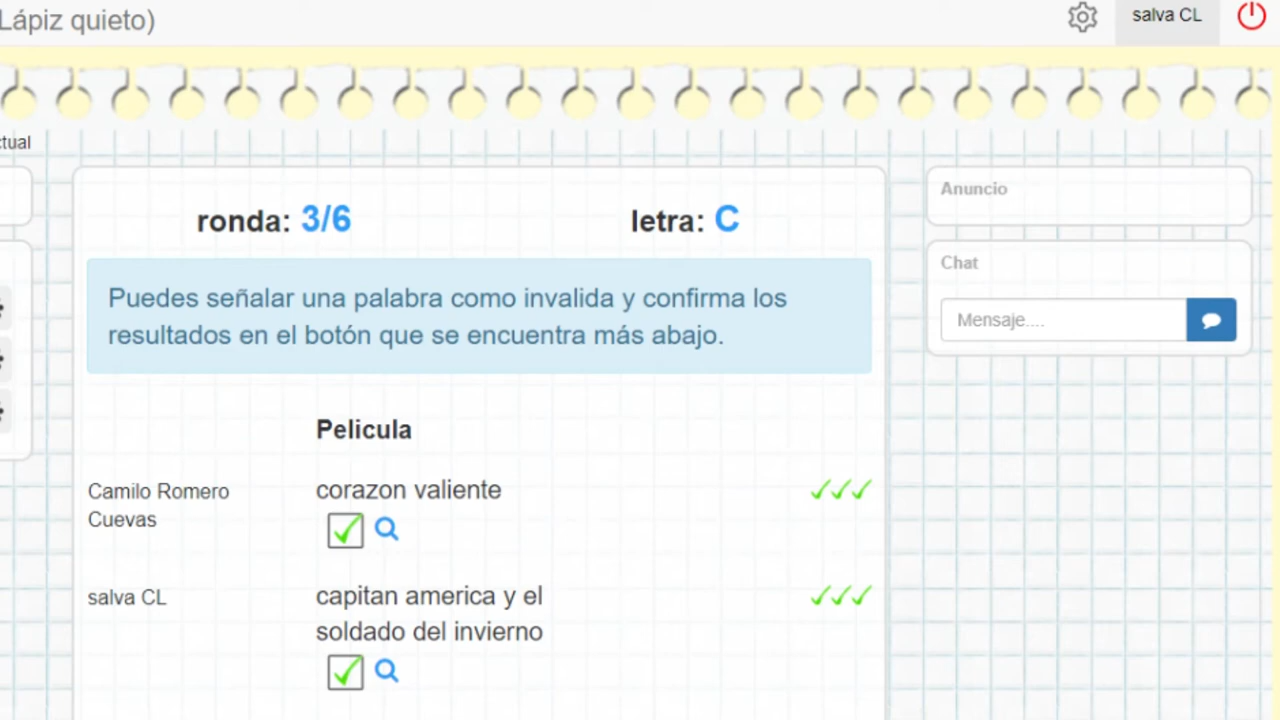 Lápiz quieto)
salva CL
ctual
ronda: 3/6
letra: C
Anuncio
Puedes señalar una palabra como invalida y confirma los
resultados en el botón que se encuentra más abajo.
Chat
Mensaje....
Pelicula
Camilo Romero
Cuevas
corazon valiente
salva CL
capitan america y el
soldado del invierno